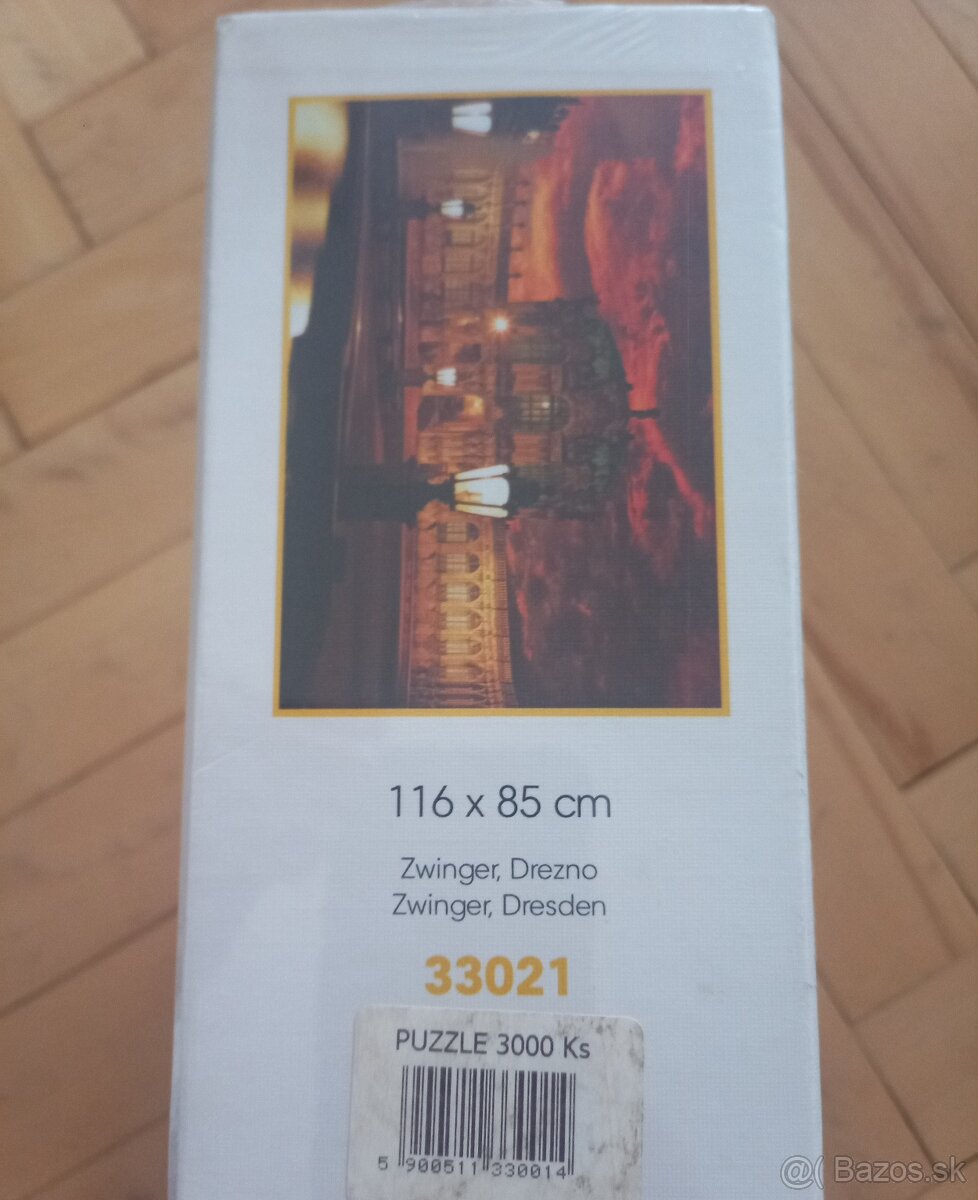 116 x 85 cm
Zwinger, Drezno
Zwinger, Dresden
33021
PUZZLE 3000 Ks
5 900511 330014
@( Bazos.sk